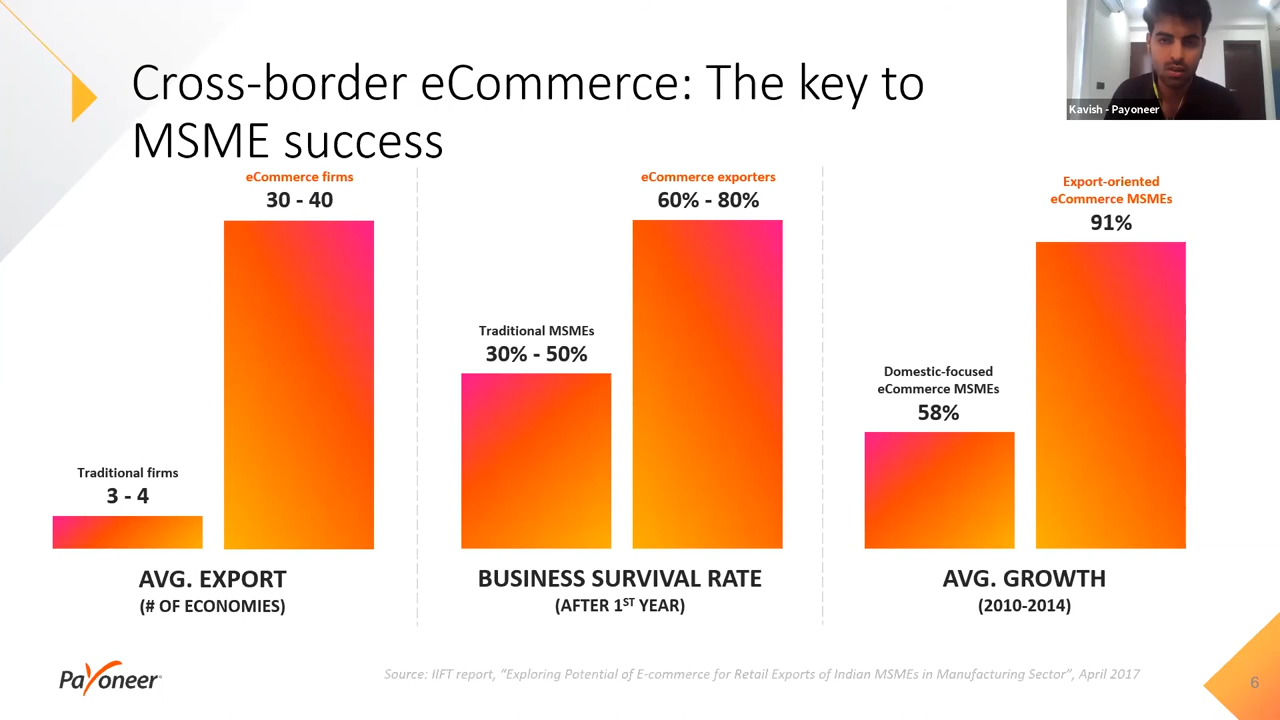 Cross-border eCommerce: The key to
MSME success
Kavish - Payoneer
eCommerce firms
30 - 40
Traditional firms
3 - 4
AVG. EXPORT
(# OF ECONOMIES)
eCommerce exporters
60% - 80%
Traditional MSMEs
30% - 50%
BUSINESS SURVIVAL RATE
(AFTER 1ST YEAR)
Export-oriented
eCommerce MSMEs
91%
Domestic-focused
eCommerce MSMEs
58%
AVG. GROWTH
(2010-2014)
Payoneer
Source: IIFT report, “Exploring Potential of E-commerce for Retail Exports of Indian MSMEs in Manufacturing Sector”, April 2017
6